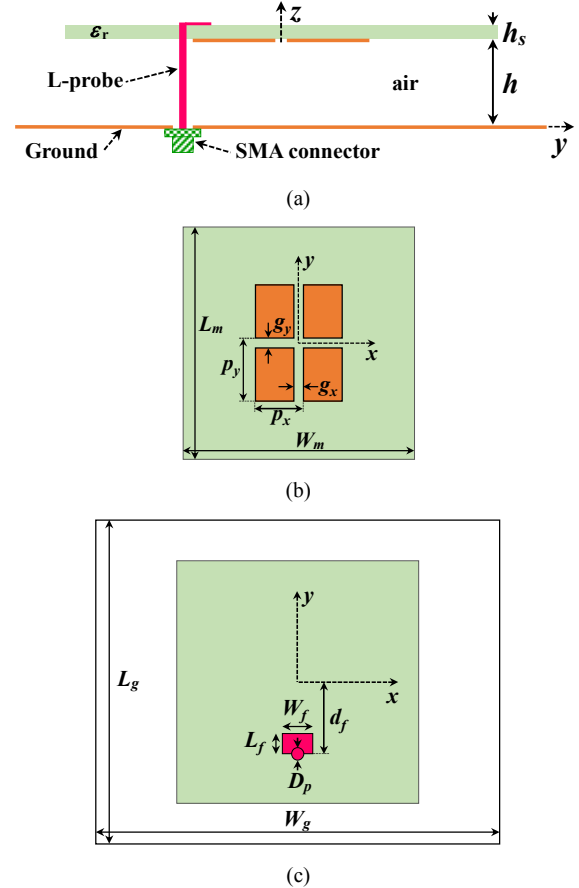 z
εr
hs
L-probe
air
h
Ground
SMA connector
y
(a)
y
Lm
gy
x
py
gx
px
Wm
(b)
y
Lg
x
Wf
df
Lf
Dp
Wg
(c)